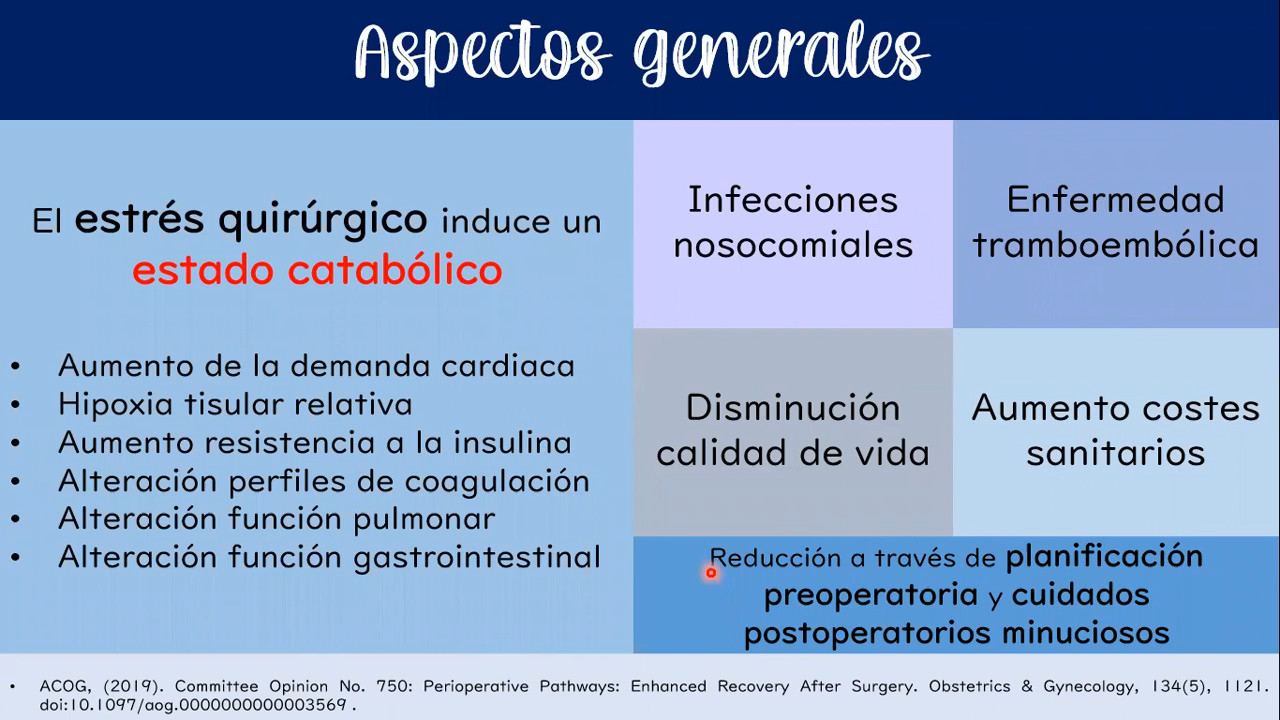 Aspectos generales
El estrés quirúrgico induce un
estado catabólico
• Aumento de la demanda cardiaca
• Hipoxia tisular relativa
• Aumento resistencia a la insulina
• Alteración perfiles de coagulación
• Alteración función pulmonar
• Alteración función gastrointestinal
Infecciones
nosocomiales
Enfermedad
tramboembólica
Disminución
calidad de vida
Aumento costes
sanitarios
Reducción a través de planificación
preoperatoria y cuidados
postoperatorios minuciosos
• ACOG, (2019). Committee Opinion No. 750: Perioperative Pathways: Enhanced Recovery After Surgery. Obstetrics & Gynecology, 134(5), 1121.
doi:10.1097/aog.0000000000003569 .